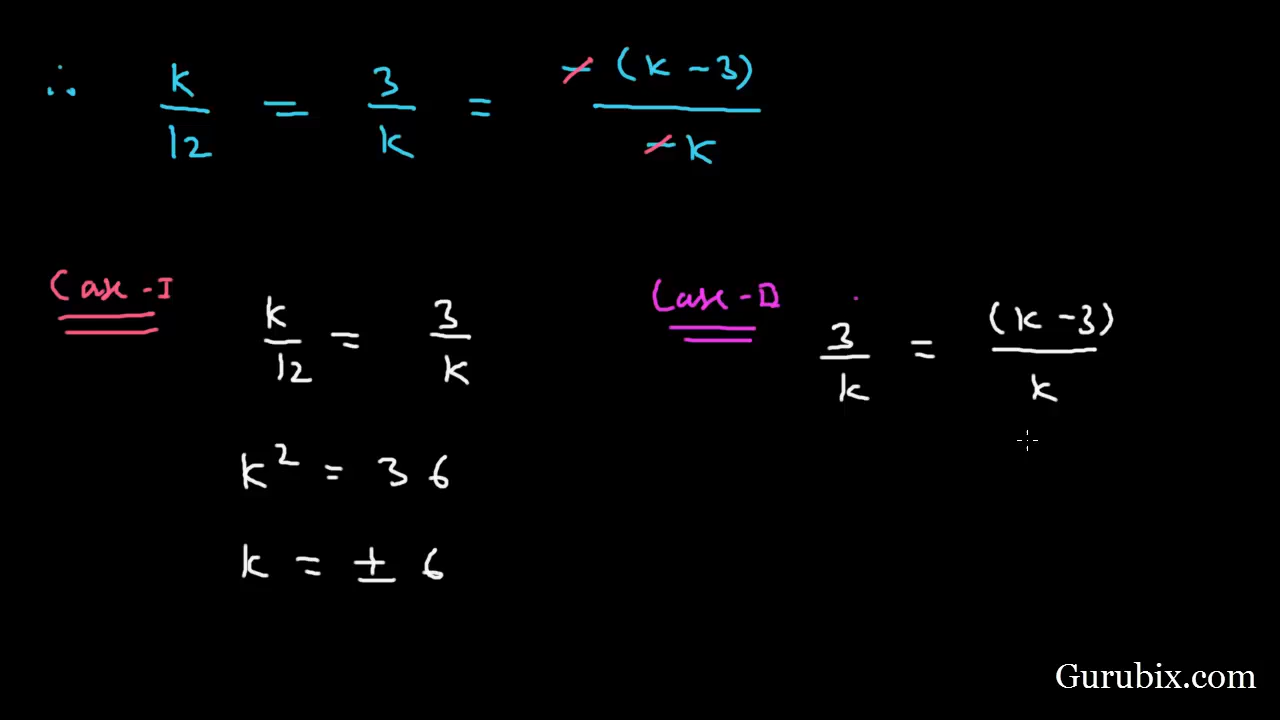 ∴ k/12 = 3/k = -(k - 3)/-k
Case - I
k/12 = 3/k
k² = 36
k = ± 6
Case - II
3/k = (k - 3)/k
Gurubix.com